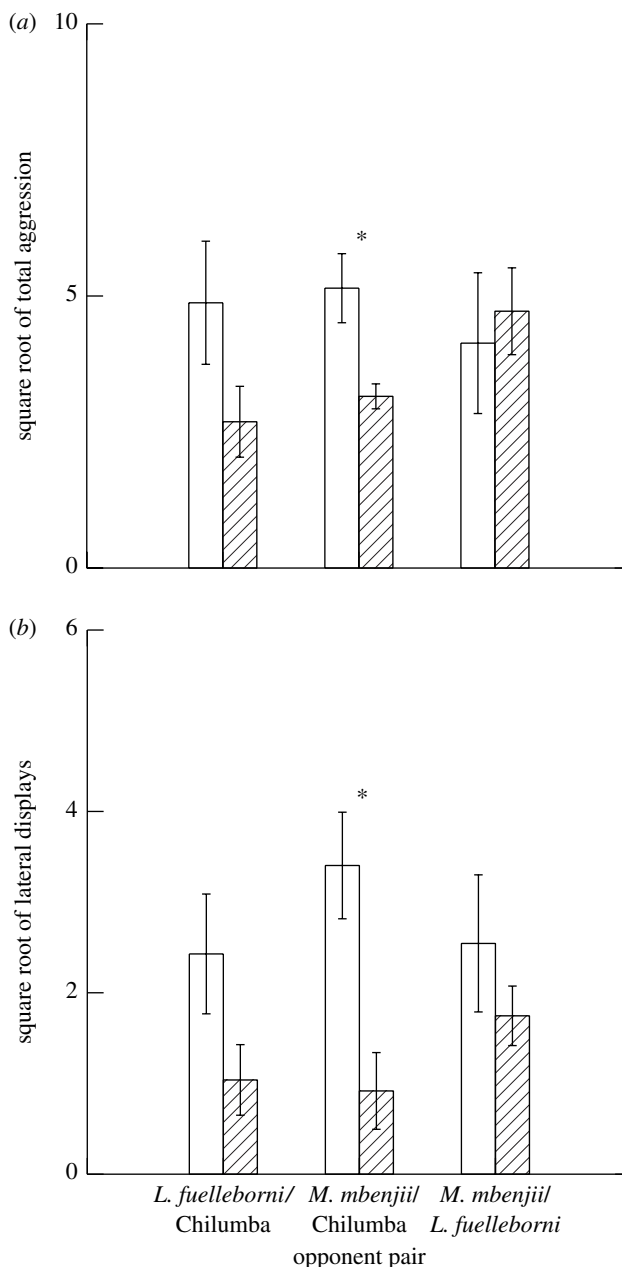 (a)
10
5
0
square root of total aggression
*
(b)
6
4
2
0
square root of lateral displays
*
L. fuelleborni/
Chilumba
M. mbenjii/
Chilumba
M. mbenjii/
L. fuelleborni
opponent pair